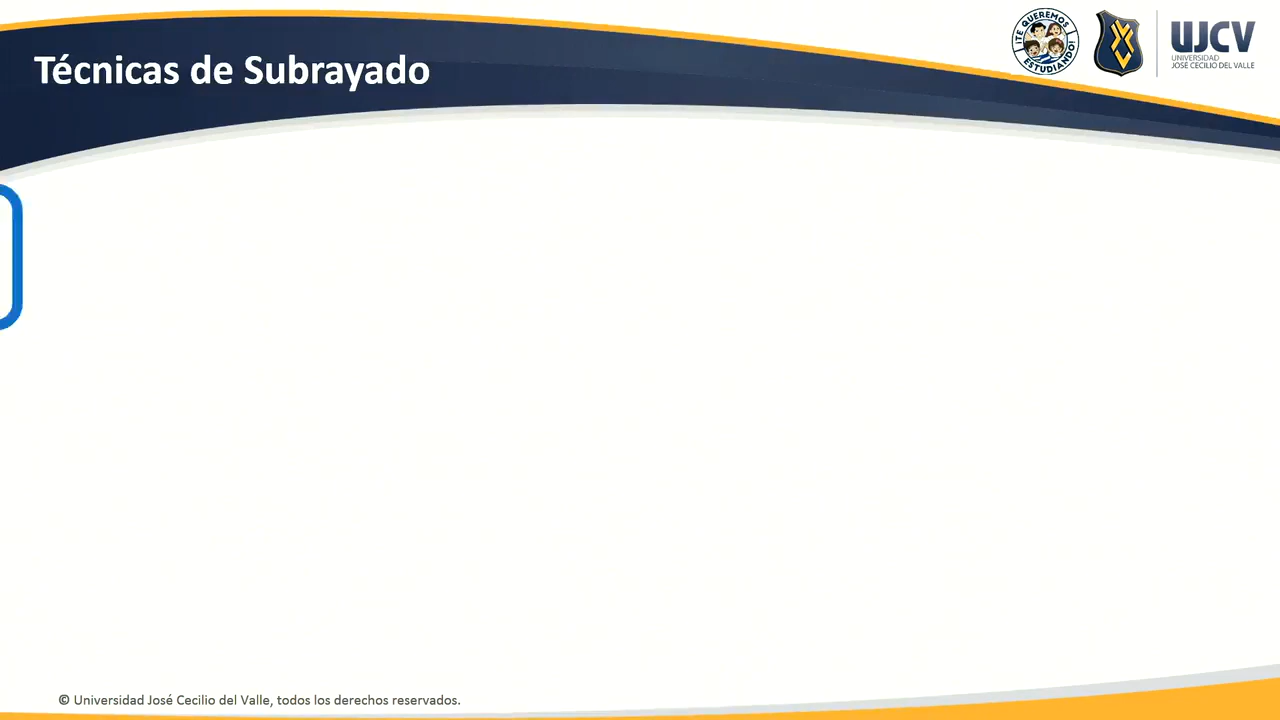 Técnicas de Subrayado
¡TE QUEREMOS
ESTUDIANDO!
UJCV
UNIVERSIDAD
JOSÉ CECILIO DEL VALLE
© Universidad José Cecilio del Valle, todos los derechos reservados.